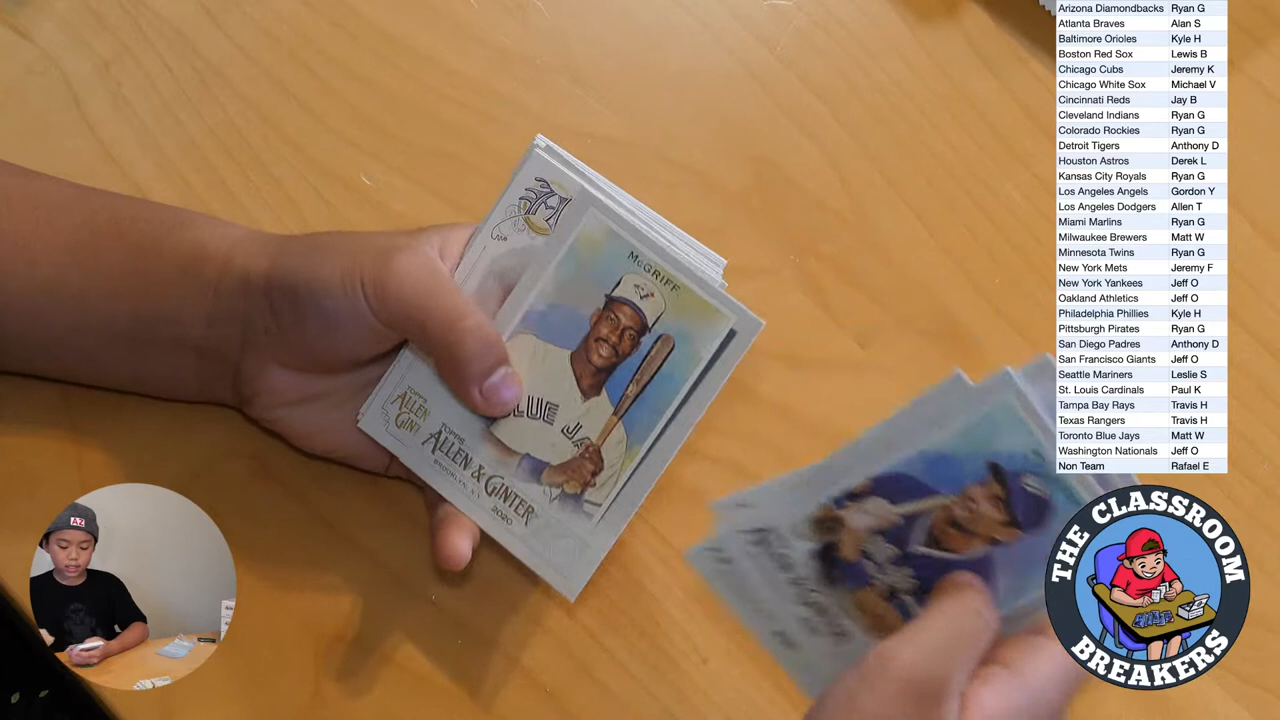 Arizona Diamondbacks Ryan G
Atlanta Braves Alan S
Baltimore Orioles Kyle H
Boston Red Sox Lewis B
Chicago Cubs Jeremy K
Chicago White Sox Michael V
Cincinnati Reds Jay B
Cleveland Indians Ryan G
Colorado Rockies Ryan G
Detroit Tigers Anthony D
Houston Astros Derek L
Kansas City Royals Ryan G
Los Angeles Angels Gordon Y
Los Angeles Dodgers Allen T
Miami Marlins Ryan G
Milwaukee Brewers Matt W
Minnesota Twins Ryan G
New York Mets Jeremy F
New York Yankees Jeff O
Oakland Athletics Jeff O
Philadelphia Phillies Kyle H
Pittsburgh Pirates Ryan G
San Diego Padres Anthony D
San Francisco Giants Jeff O
Seattle Mariners Leslie S
St. Louis Cardinals Paul K
Tampa Bay Rays Travis H
Texas Rangers Travis H
Toronto Blue Jays Matt W
Washington Nationals Jeff O
Non Team Rafael E
McGRIFF
BLUE JA
TOPPS
ALLEN & GINTER
BROOKLYN, N.Y.
2020
TOPPS
ALLEN
GIN
AZ
THE CLASSROOM
BREAKERS